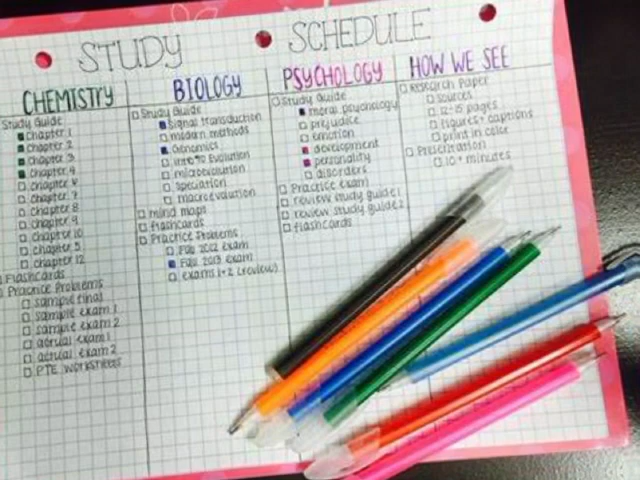 STUDY SCHEDULE
CHEMISTRY
Study Guide
Chapter 1
Chapter 2
Chapter 3
Chapter 4
chapter 6
Chapter 7
Chapter 8
chapter 9
chapter 10
chapter 5
chapter 12
Flashcards
Practice Problems
sample final
sample exam 1
sample exam 2
actual exam 1
actual exam 2
PTE worksheets
BIOLOGY
Study Guide
Signal transduction
modern methods
Genomics
intro to Evolution
microevolution
speciation
macroevolution
mind maps
flashcards
Practice Problems
Fall 2012 exam
Fall 2013 exam
exams 1+2 (review)
PSYCHOLOGY
Study Guide
moral psychology
prejudice
emotion
development
personality
disorders
Practice exam
review study guide 1
review study guide 2
flashcards
HOW WE SEE
Research Paper
sources
12-15 pages
figures + captions
print in color
Presentation
10+ minutes